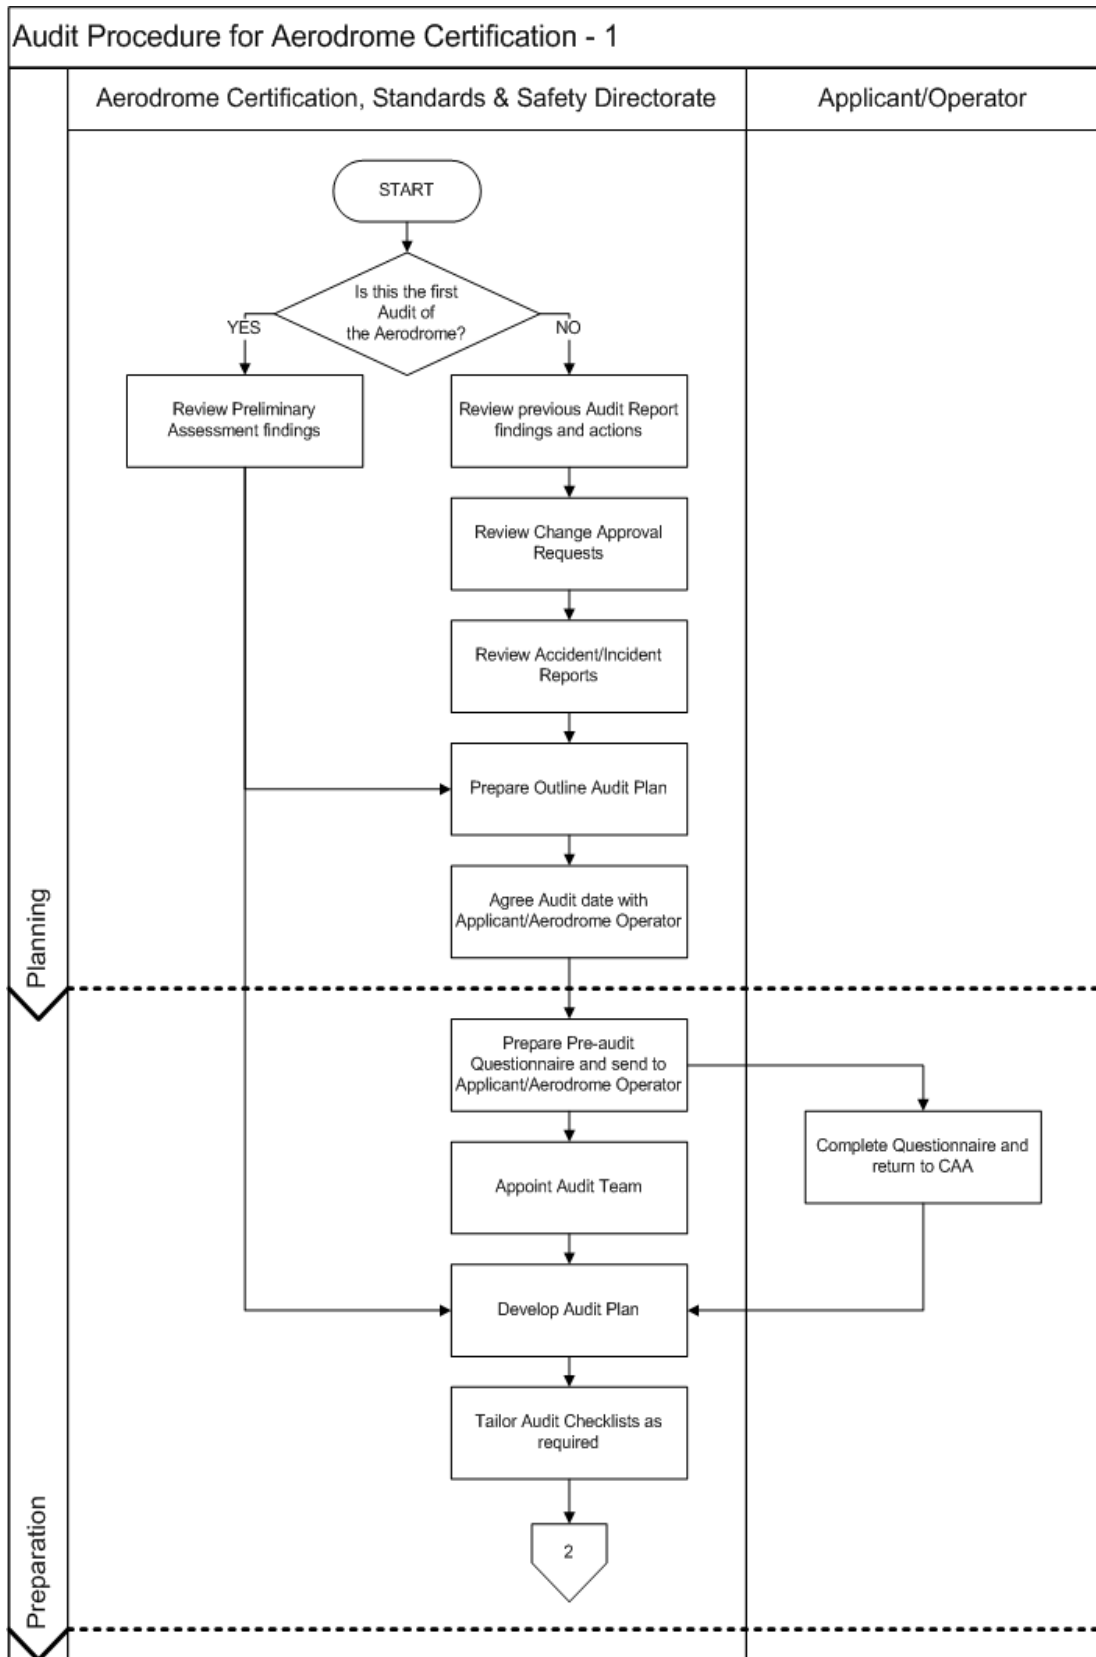 Audit Procedure for Aerodrome Certification - 1
Aerodrome Certification, Standards & Safety Directorate
Applicant/Operator
START
Is this the first
Audit of
the Aerodrome?
YES
NO
Review Preliminary
Assessment findings
Review previous Audit Report
findings and actions
Review Change Approval
Requests
Review Accident/Incident
Reports
Prepare Outline Audit Plan
Agree Audit date with
Applicant/Aerodrome Operator
Planning
Prepare Pre-audit
Questionnaire and send to
Applicant/Aerodrome Operator
Complete Questionnaire and
return to CAA
Appoint Audit Team
Develop Audit Plan
Tailor Audit Checklists as
required
2
Preparation